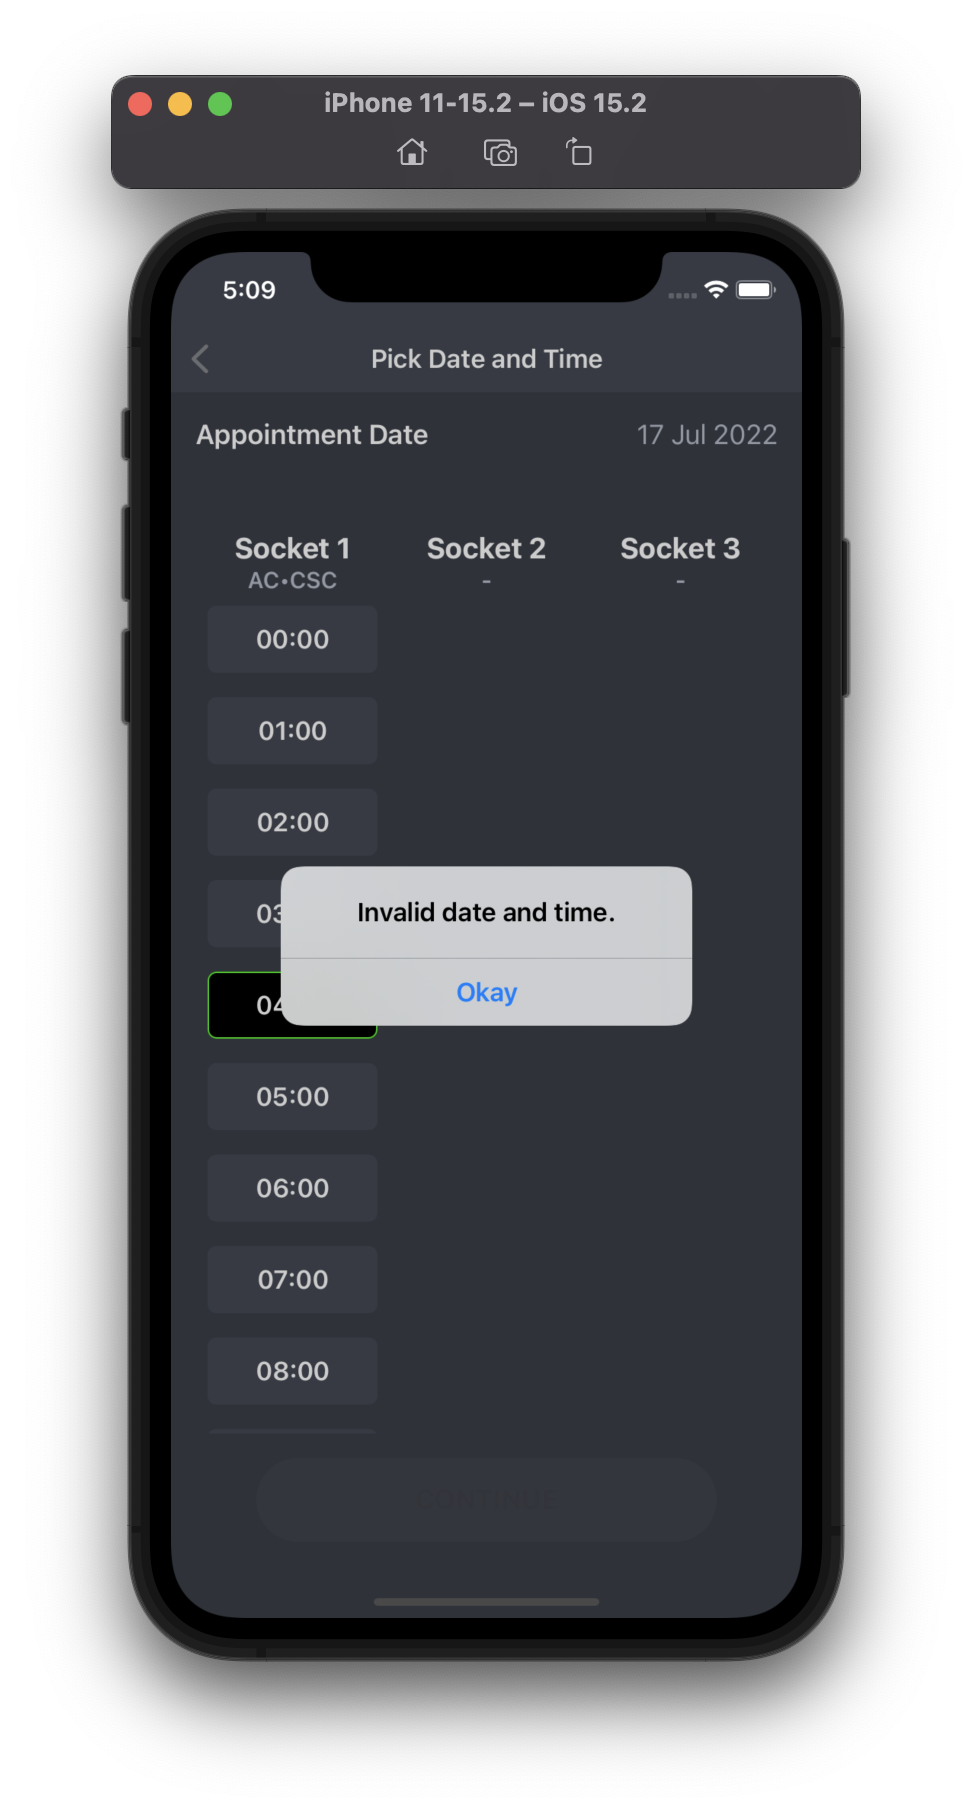 iPhone 11-15.2 – iOS 15.2
5:09
Pick Date and Time
Appointment Date 17 Jul 2022
Socket 1 Socket 2 Socket 3
AC•CSC - -
00:00
01:00
02:00
03
Invalid date and time.
04
Okay
05:00
06:00
07:00
08:00
CONTINUE